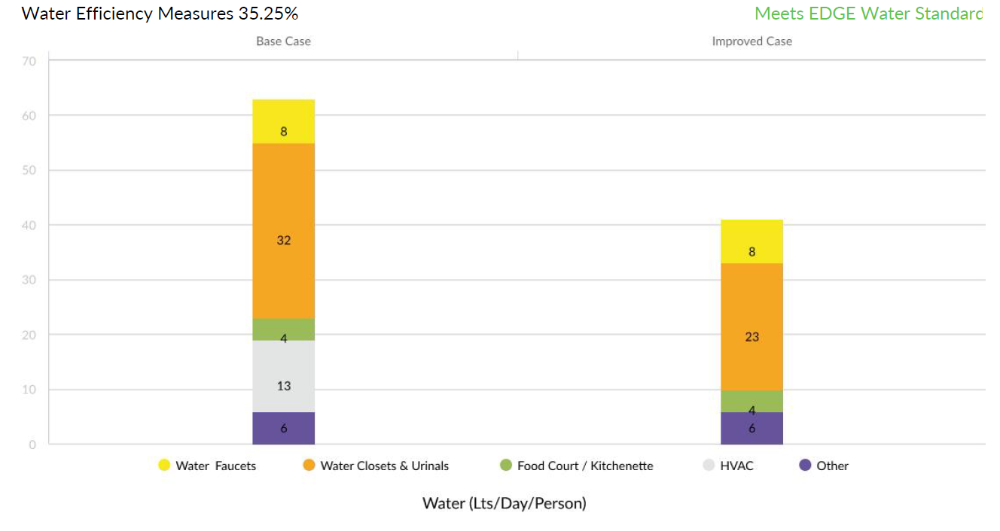 Water Efficiency Measures 35.25%
Meets EDGE Water Standard
Base Case
Improved Case
70
60
50
40
30
20
10
0
8
32
4
13
6
8
23
4
6
Water Faucets
Water Closets & Urinals
Food Court / Kitchenette
HVAC
Other
Water (Lts/Day/Person)